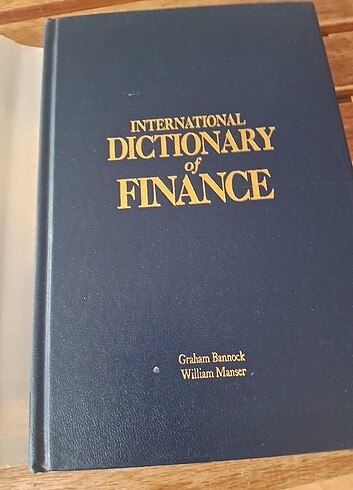 INTERNATIONAL
DICTIONARY
of
FINANCE
Graham Bannock
William Manser